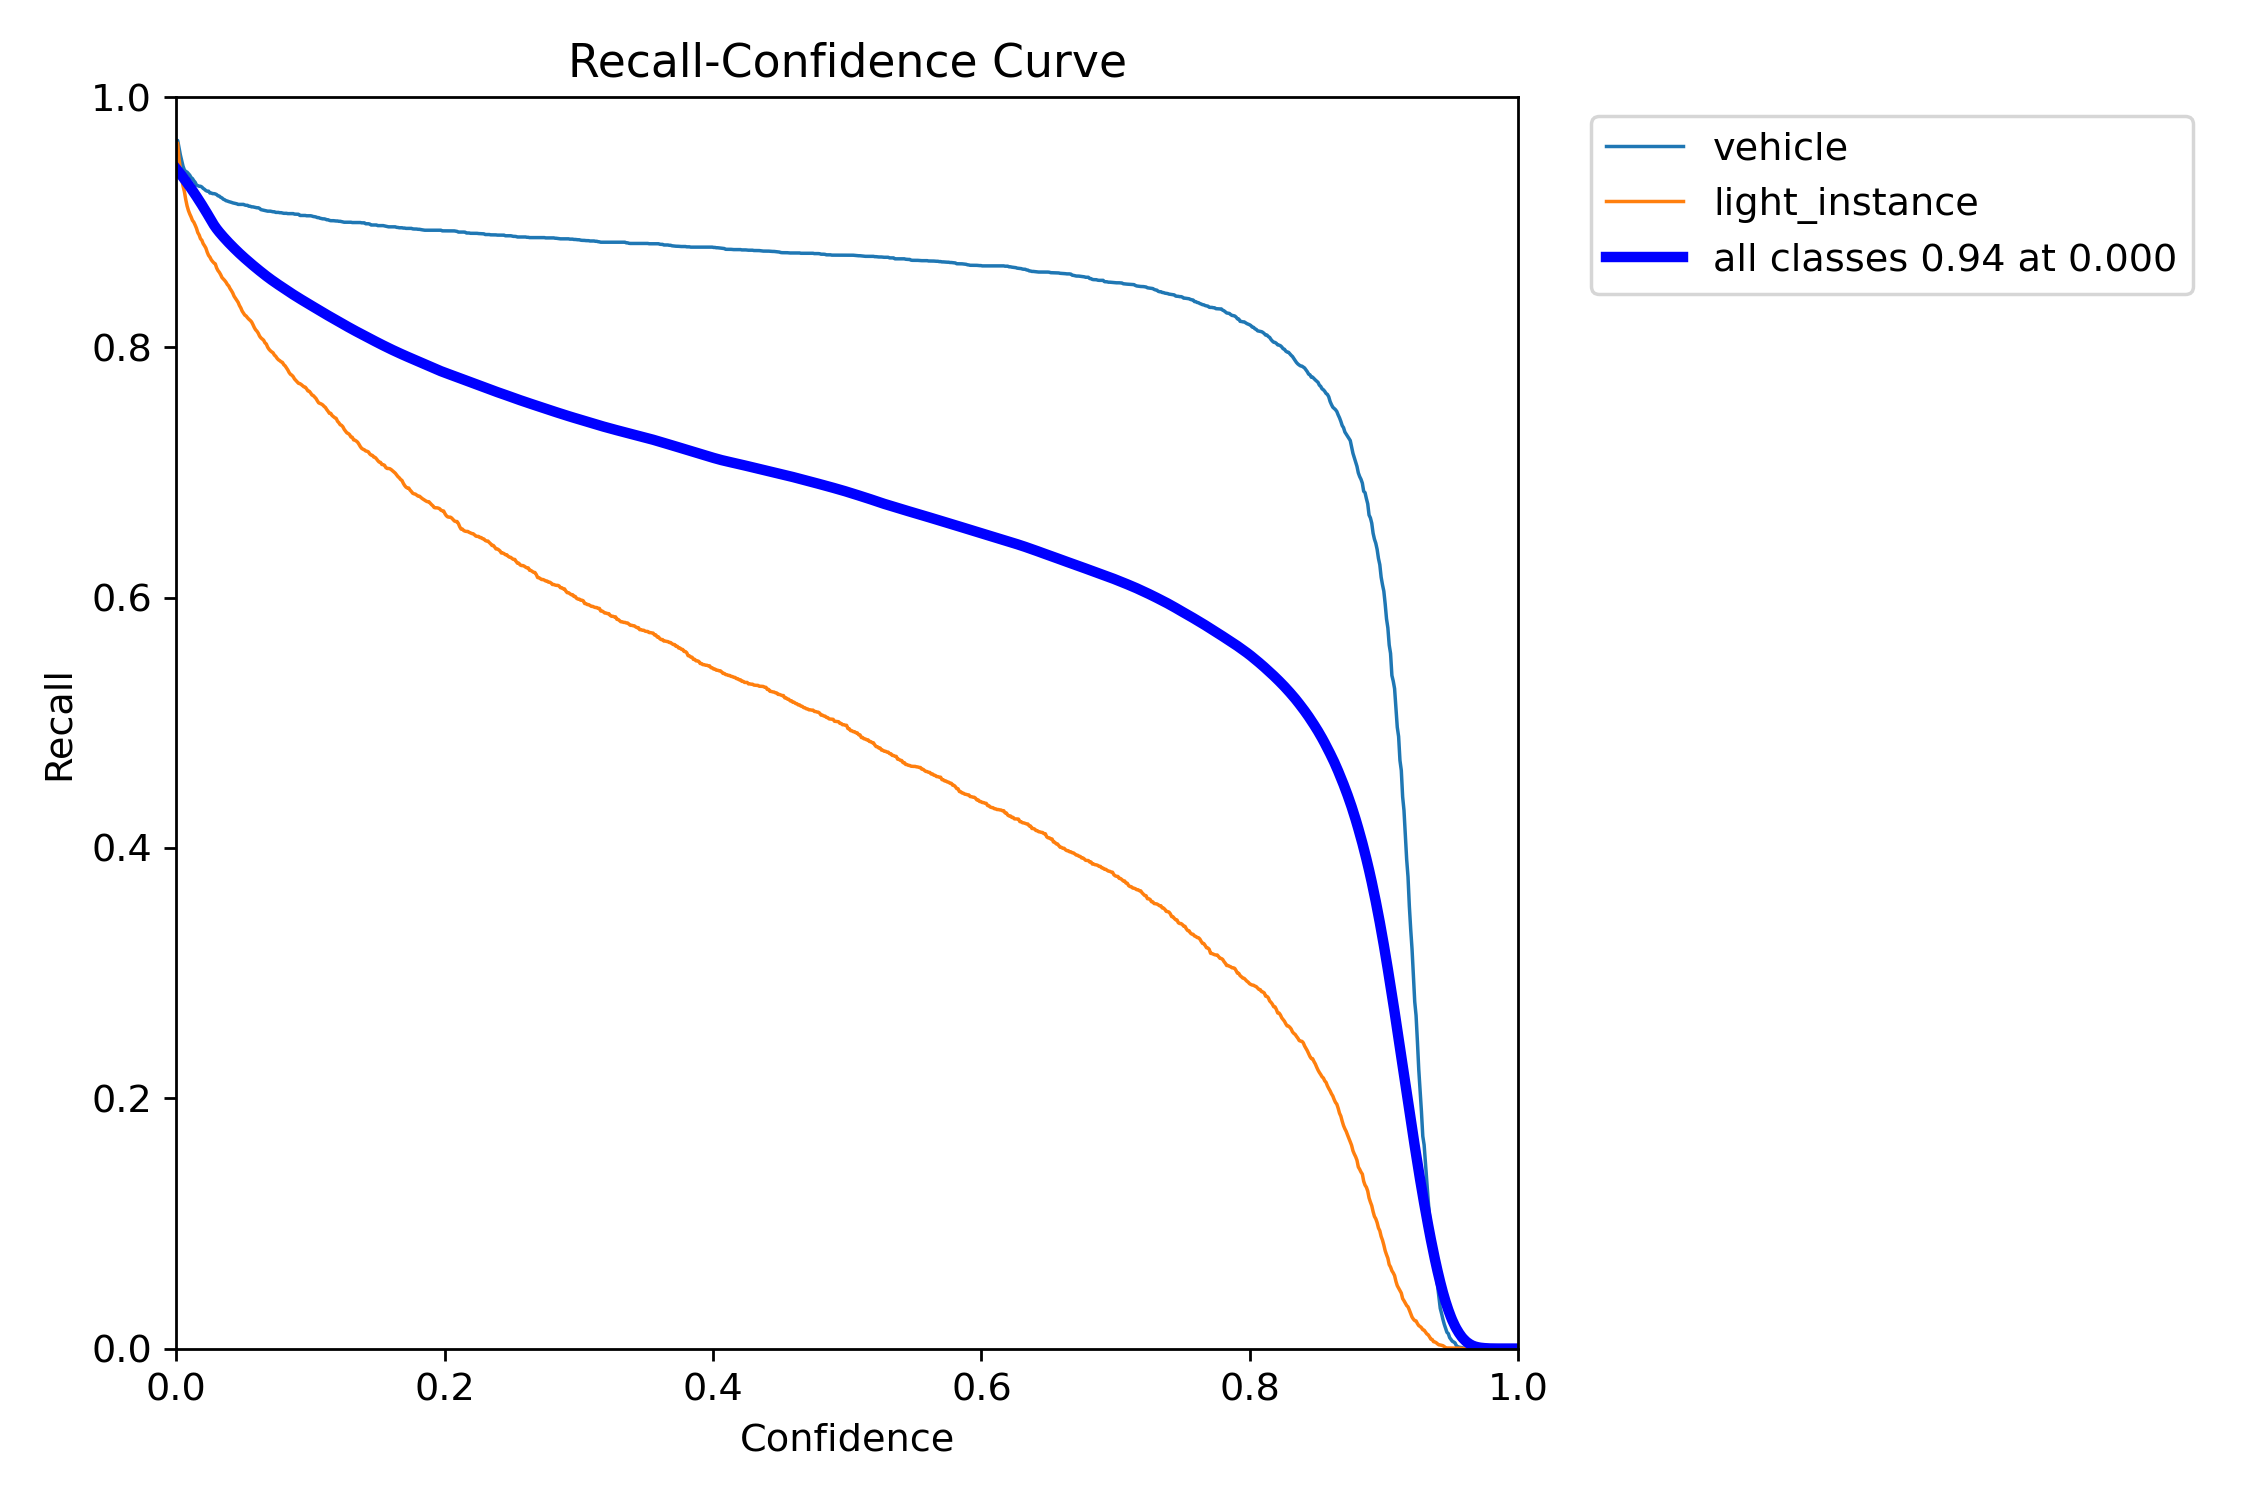 Recall-Confidence Curve
1.0
0.8
0.6
0.4
0.2
0.0
Recall
0.0 0.2 0.4 0.6 0.8 1.0
Confidence
vehicle
light_instance
all classes 0.94 at 0.000